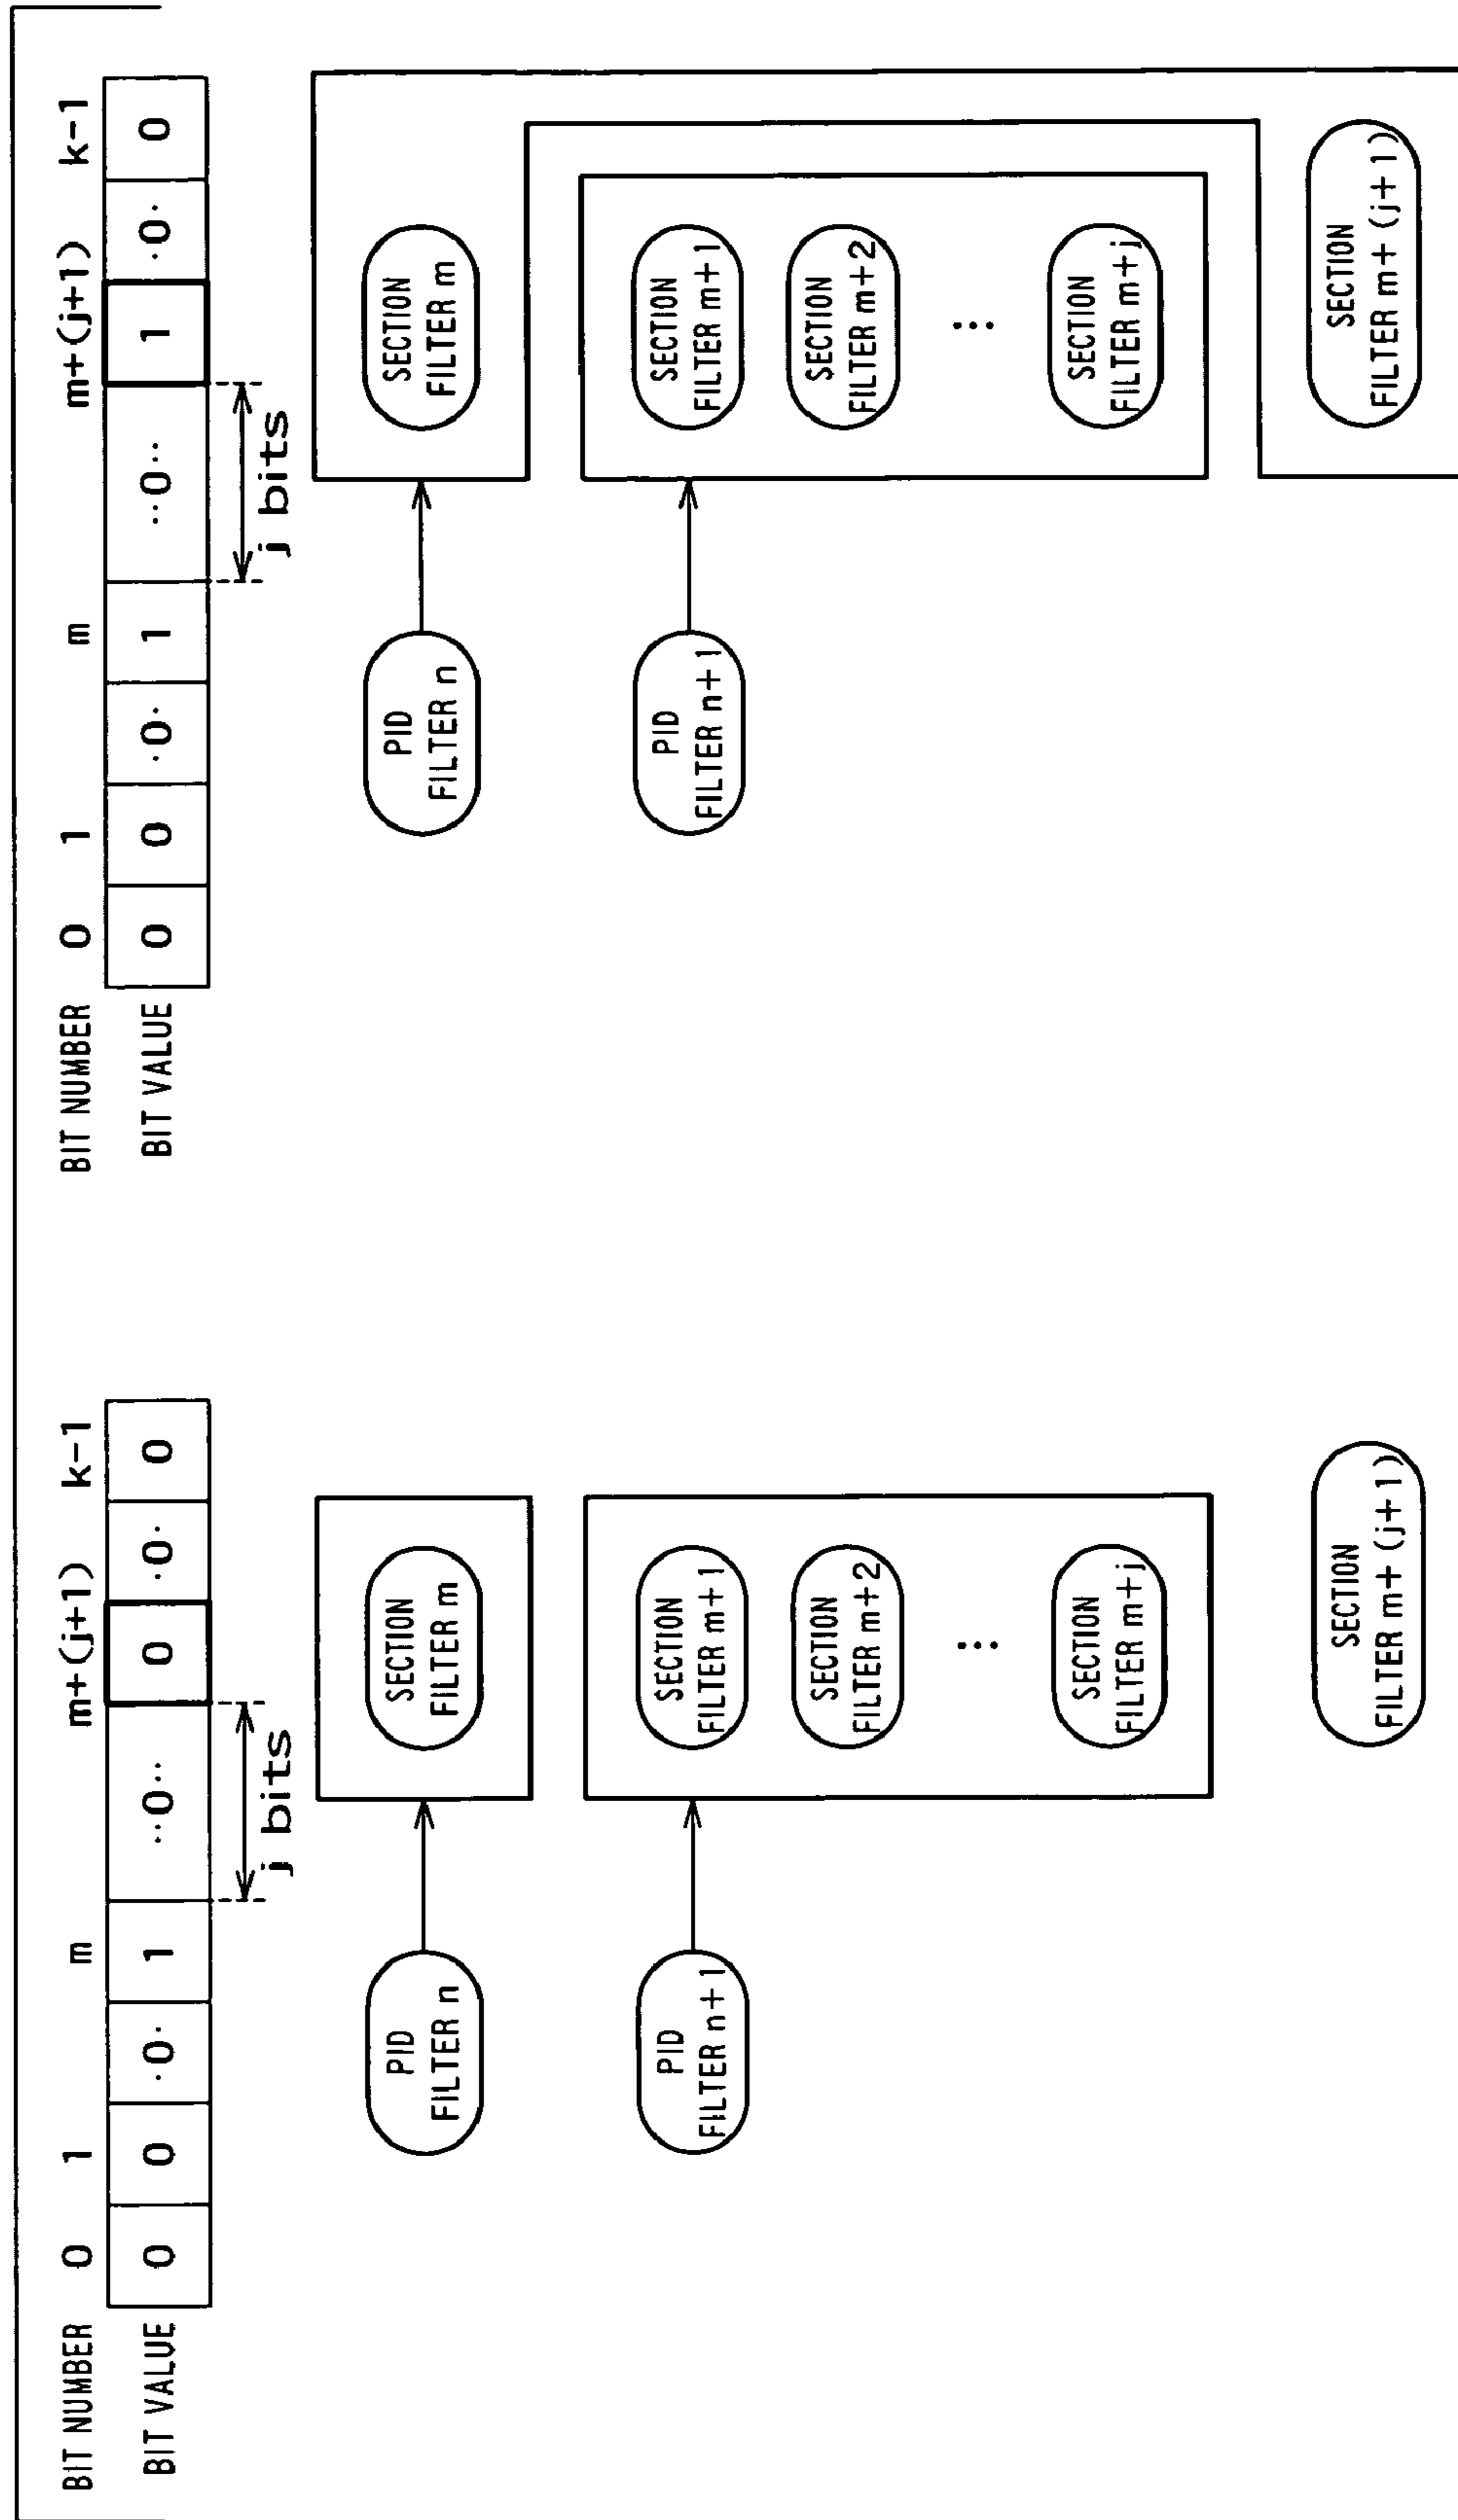 BIT NUMBER 0 1 m m+(j+1) k-1
BIT VALUE 0 0 ·0· 1 ··0·· 0 ·0· 0
j bits
PID
FILTER n
SECTION
FILTER m
PID
FILTER n+1
SECTION
FILTER m+1
SECTION
FILTER m+2
⋯
SECTION
FILTER m+j
SECTION
FILTER m+(j+1)
BIT NUMBER 0 1 m m+(j+1) k-1
BIT VALUE 0 0 ·0· 1 ··0·· 1 ·0· 0
j bits
PID
FILTER n
SECTION
FILTER m
PID
FILTER n+1
SECTION
FILTER m+1
SECTION
FILTER m+2
⋯
SECTION
FILTER m+j
SECTION
FILTER m+(j+1)